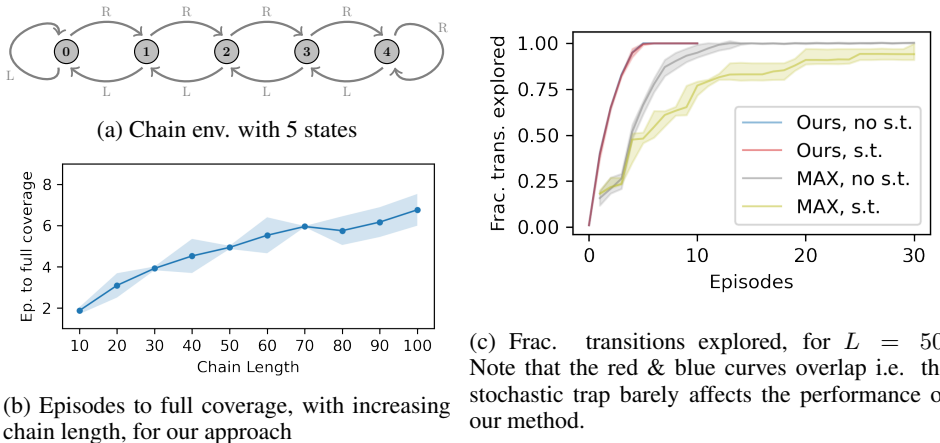 R R R R
R
0 1 2 3 4
L
L L L L
(a) Chain env. with 5 states
Ep. to full coverage
8
6
4
2
10 20 30 40 50 60 70 80 90 100
Chain Length
(b) Episodes to full coverage, with increasing
chain length, for our approach
Frac. trans. explored
1.00
0.75
0.50
0.25
0.00
Ours, no s.t.
Ours, s.t.
MAX, no s.t.
MAX, s.t.
0 10 20 30
Episodes
(c) Frac. transitions explored, for L = 50
Note that the red & blue curves overlap i.e. th
stochastic trap barely affects the performance o
our method.